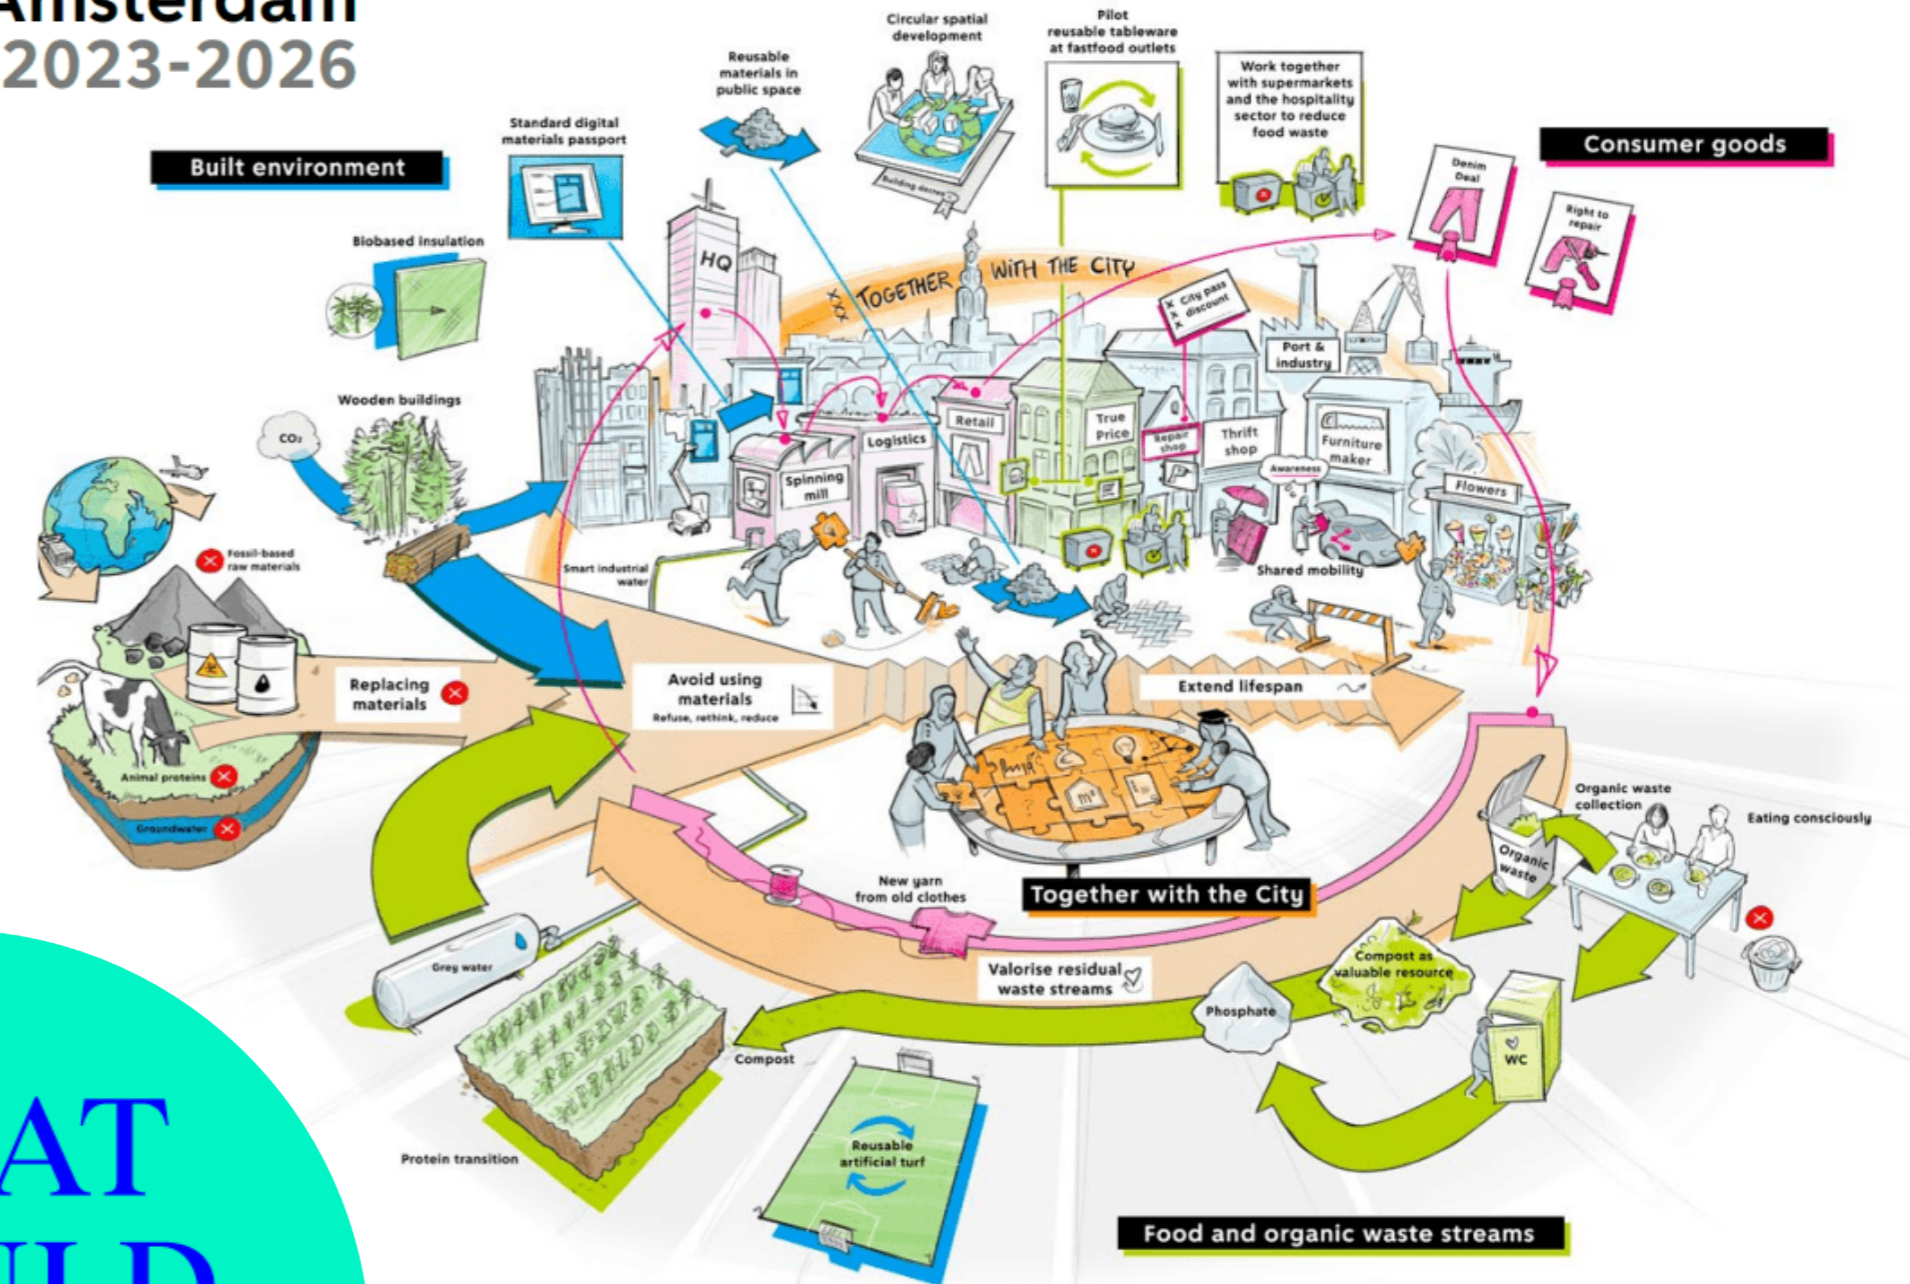 Amsterdam
2023-2026
Built environment
Standard digital
materials passport
Reusable
materials in
public space
Circular spatial
development
Building decree
Pilot
reusable tableware
at fastfood outlets
Work together
with supermarkets
and the hospitality
sector to reduce
food waste
Consumer goods
Denim
Deal
Right to
repair
Biobased insulation
HQ
XXX TOGETHER WITH THE CITY
X City pass
X discount
X
Port &
industry
Wooden buildings
CO₂
Spinning
mill
Logistics
Retail
True
Price
Repair
shop
Thrift
shop
Furniture
maker
Awareness
Flowers
Fossil-based
raw materials
Smart industrial
water
Shared mobility
Replacing
materials
Avoid using
materials
Refuse, rethink, reduce
Extend lifespan
Animal proteins
Groundwater
m²
?
Organic waste
collection
Eating consciously
Organic
waste
New yarn
from old clothes
Together with the City
Grey water
Valorise residual
waste streams
Compost as
valuable resource
Phosphate
WC
Compost
Protein transition
Reusable
artificial turf
Food and organic waste streams
AT
ULD